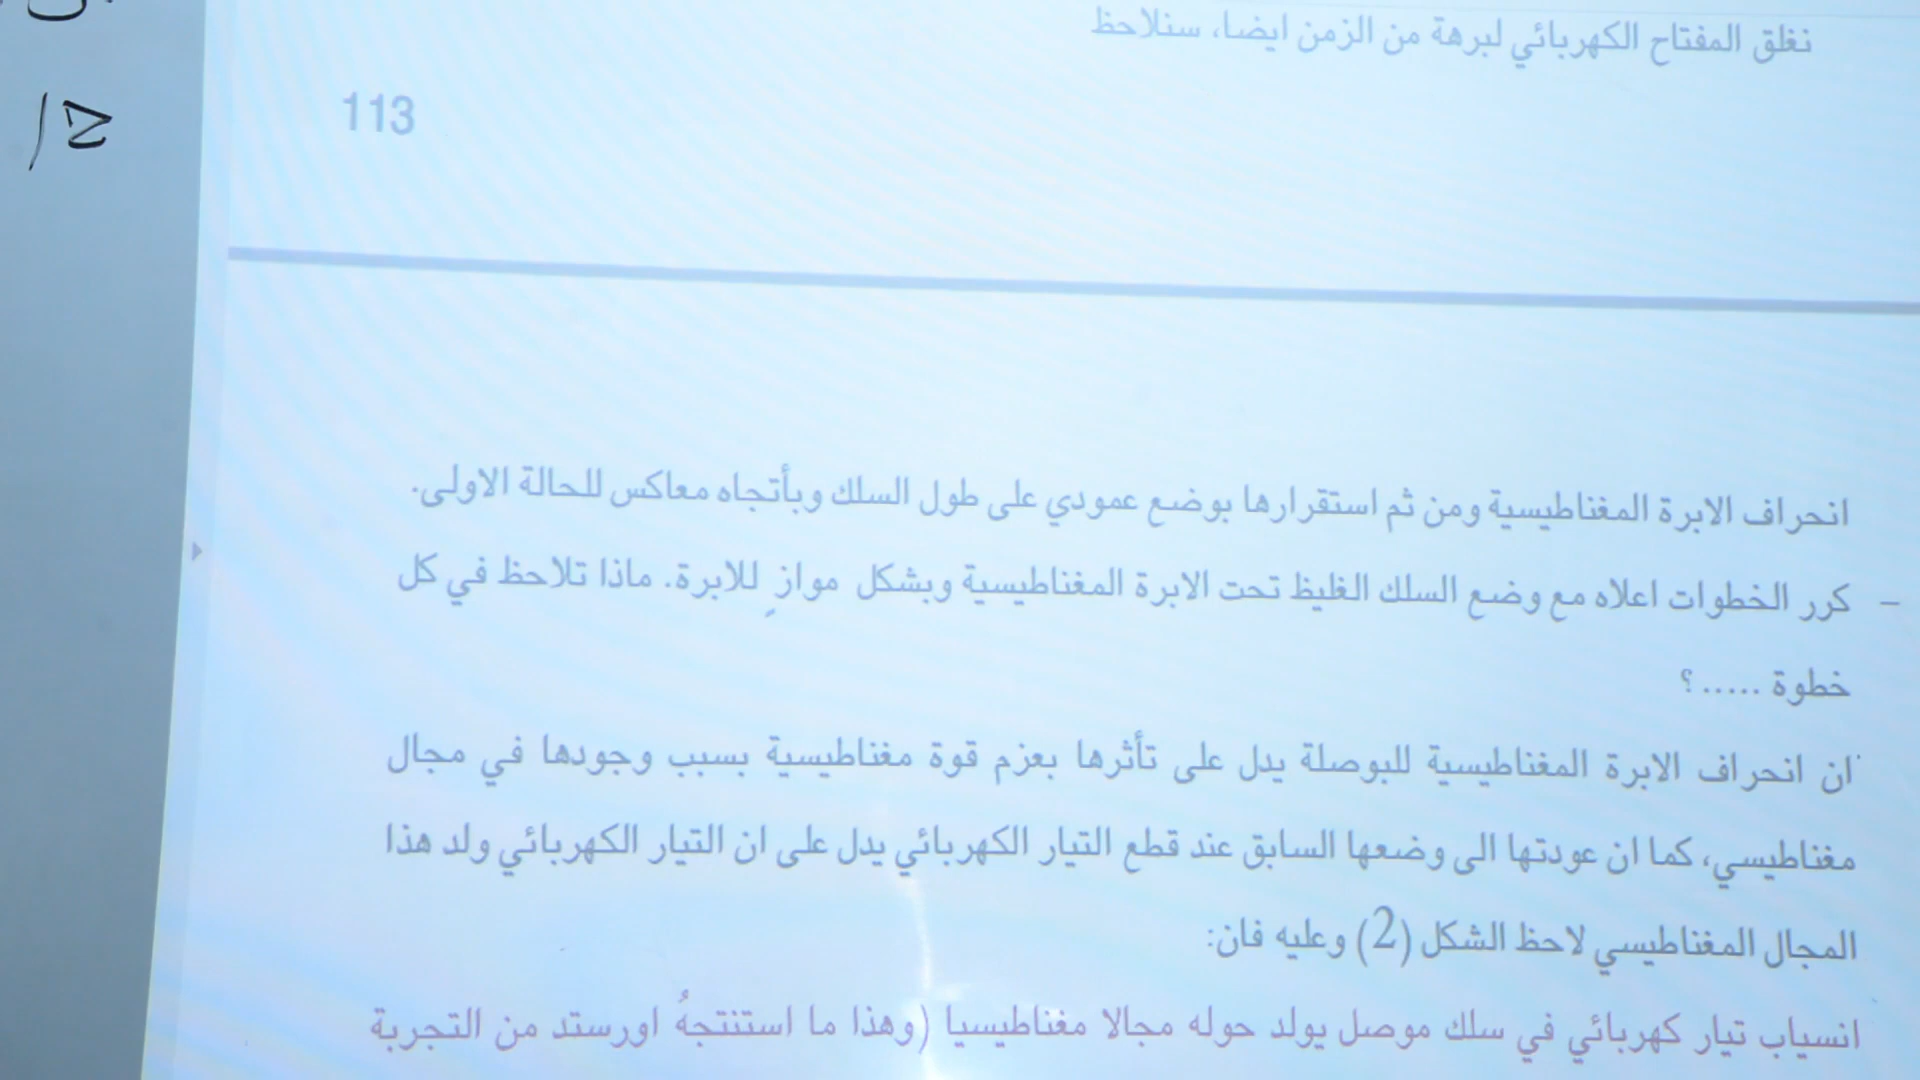 نغلق المفتاح الكهربائي لبرهة من الزمن ايضا، سنلاحظ
113
ج/
انحراف الابرة المغناطيسية ومن ثم استقرارها بوضع عمودي على طول السلك وبأتجاه معاكس للحالة الاولى.
– كرر الخطوات اعلاه مع وضع السلك الغليظ تحت الابرة المغناطيسية وبشكل موازٍ للابرة. ماذا تلاحظ في كل
خطوة .....؟
ان انحراف الابرة المغناطيسية للبوصلة يدل على تأثرها بعزم قوة مغناطيسية بسبب وجودها في مجال
مغناطيسي، كما ان عودتها الى وضعها السابق عند قطع التيار الكهربائي يدل على ان التيار الكهربائي ولد هذا
المجال المغناطيسي لاحظ الشكل (2) وعليه فان:
انسياب تيار كهربائي في سلك موصل يولد حوله مجالا مغناطيسيا (وهذا ما استنتجهُ اورستد من التجربة